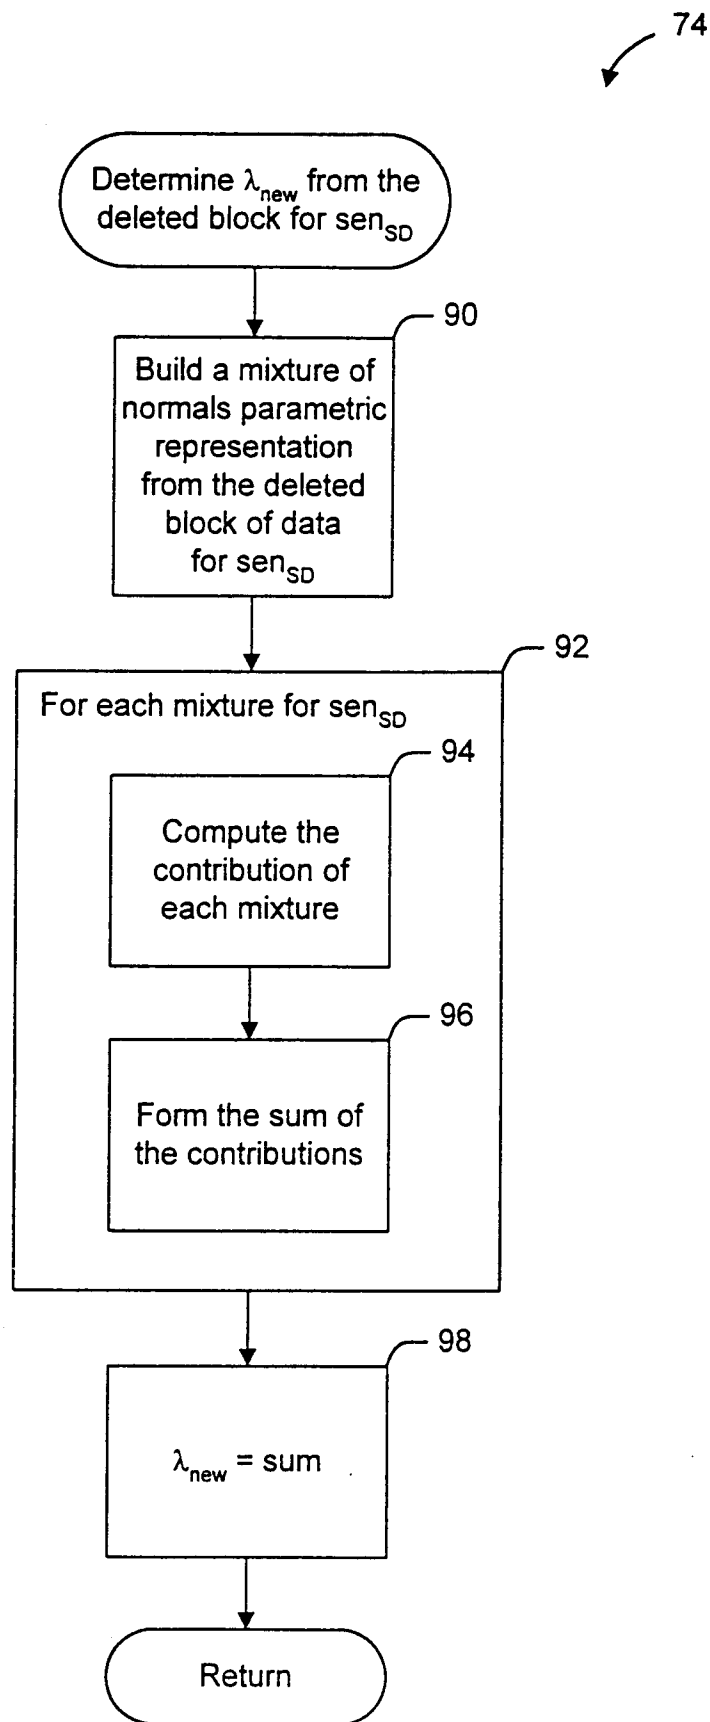 74
Determine λnew from the
deleted block for senSD
90
Build a mixture of
normals parametric
representation
from the deleted
block of data
for senSD
92
For each mixture for senSD
94
Compute the
contribution of
each mixture
96
Form the sum of
the contributions
98
λnew = sum
Return